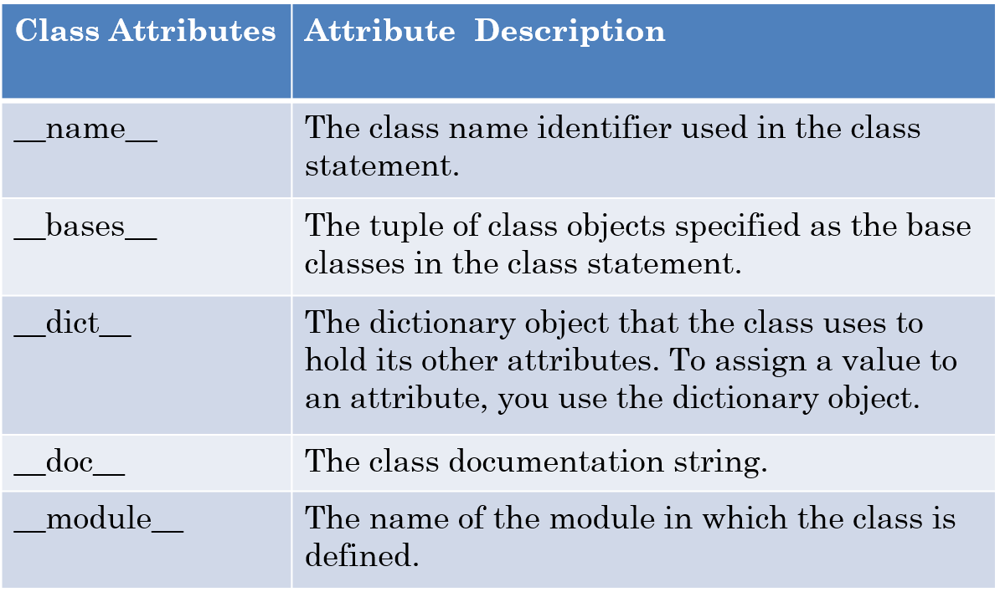 Class Attributes
Attribute  Description
__name__
The class name identifier used in the class
statement.
__bases__
The tuple of class objects specified as the base
classes in the class statement.
__dict__
The dictionary object that the class uses to
hold its other attributes. To assign a value to
an attribute, you use the dictionary object.
__doc__
The class documentation string.
__module__
The name of the module in which the class is
defined.